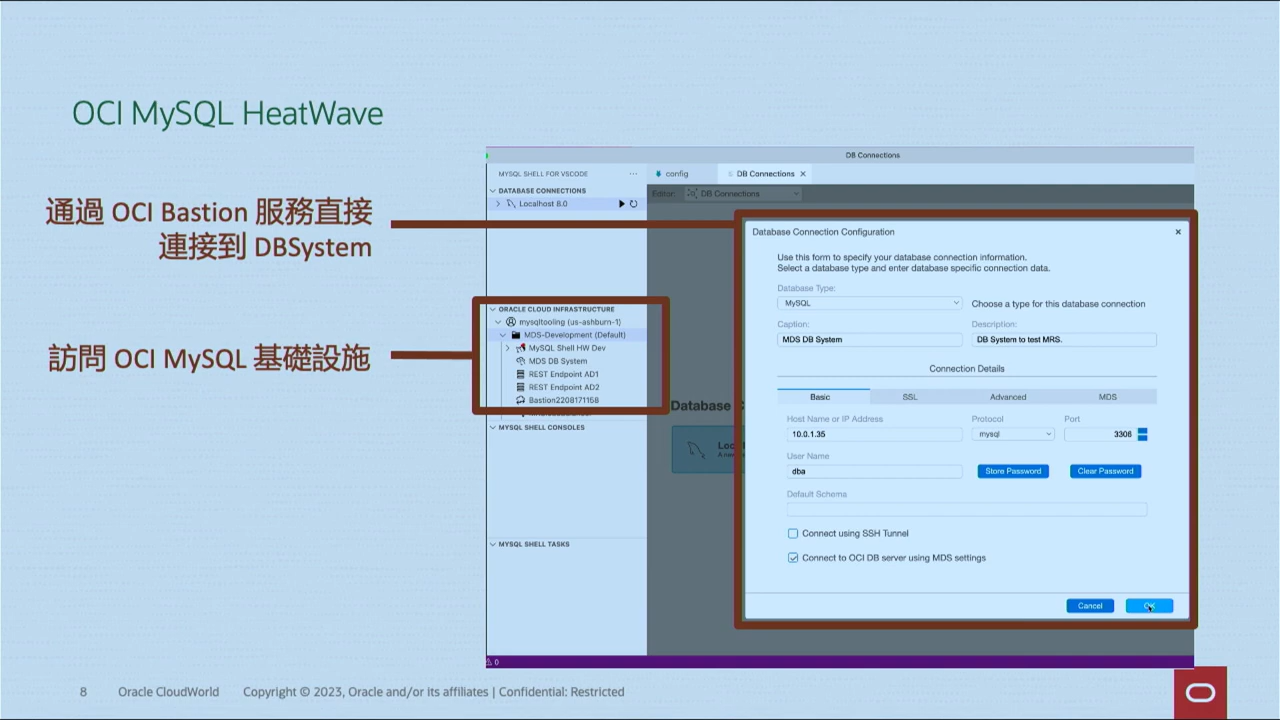 OCI MySQL HeatWave
通過 OCI Bastion 服務直接
連接到 DBSystem
訪問 OCI MySQL 基礎設施
DB Connections
MYSQL SHELL FOR VSCODE
config
DB Connections
DATABASE CONNECTIONS
Localhost 8.0
Editor:
DB Connections
ORACLE CLOUD INFRASTRUCTURE
mysqltooling (us-ashburn-1)
MDS-Development (Default)
MySQL Shell HW Dev
MDS DB System
REST Endpoint AD1
REST Endpoint AD2
Bastion2208171158
MYSQL SHELL CONSOLES
MYSQL SHELL TASKS
Database
Database Connection Configuration
Use this form to specify your database connection information.
Select a database type and enter database specific connection data.
Database Type:
MySQL
Choose a type for this database connection
Caption:
Description:
MDS DB System
DB System to test MRS.
Connection Details
Basic
SSL
Advanced
MDS
Host Name or IP Address
Protocol
Port
10.0.1.35
mysql
3306
User Name
dba
Store Password
Clear Password
Default Schema
Connect using SSH Tunnel
Connect to OCI DB server using MDS settings
Cancel
OK
0
8
Oracle CloudWorld
Copyright © 2023, Oracle and/or its affiliates | Confidential: Restricted